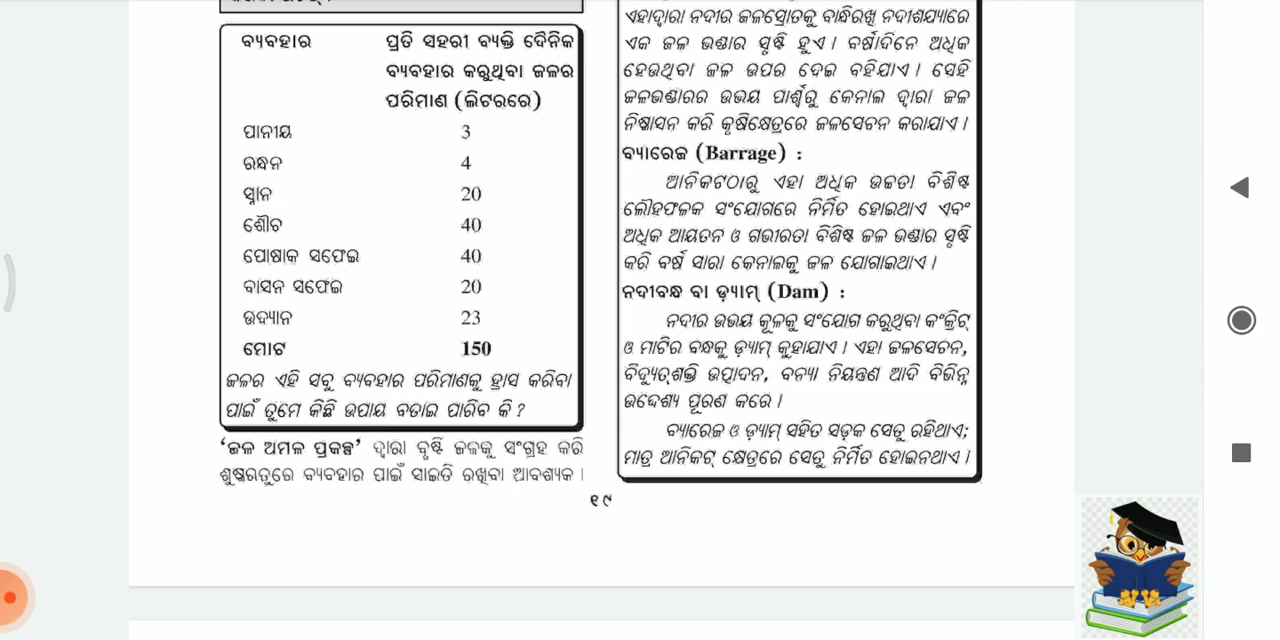 ବ୍ୟବହାର ପ୍ରତି ସହରୀ ବ୍ୟକ୍ତି ଦୈନିକ
ବ୍ୟବହାର କରୁଥିବା ଜଳର
ପରିମାଣ (ଲିଟରରେ)
ପାନୀୟ 3
ରନ୍ଧନ 4
ସ୍ନାନ 20
ଶୌଚ 40
ପୋଷାକ ସଫେଇ 40
ବାସନ ସଫେଇ 20
ଉଦ୍ୟାନ 23
ମୋଟ 150
ଜଳର ଏହି ସବୁ ବ୍ୟବହାର ପରିମାଣକୁ ହ୍ରାସ କରିବା
ପାଇଁ ତୁମେ କିଛି ଉପାୟ ବତାଇ ପାରିବ କି ?
‘ଜଳ ଅମଳ ପ୍ରକଳ୍ପ’ ଦ୍ୱାରା ବୃଷ୍ଟି ଜଳକୁ ସଂଗ୍ରହ କରି
ଶୁଷ୍କଋତୁରେ ବ୍ୟବହାର ପାଇଁ ସାଇତି ରଖିବା ଆବଶ୍ୟକ ।
ଏହାଦ୍ୱାରା ନଦୀର ଜଳସ୍ରୋତକୁ ବାନ୍ଧିରଖି ନଦୀଶଯ୍ୟାରେ
ଏକ ଜଳ ଭଣ୍ଡାର ସୃଷ୍ଟି ହୁଏ । ବର୍ଷାଦିନେ ଅଧିକ
ହେଉଥିବା ଜଳ ଉପର ଦେଇ ବହିଯାଏ । ସେହି
ଜଳଭଣ୍ଡାରର ଉଭୟ ପାର୍ଶ୍ୱରୁ କେନାଲ ଦ୍ୱାରା ଜଳ
ନିଷ୍କାସନ କରି କୃଷିକ୍ଷେତ୍ରରେ ଜଳସେଚନ କରାଯାଏ ।
ବ୍ୟାରେଜ (Barrage) :
ଆନିକଟଠାରୁ ଏହା ଅଧିକ ଉଚ୍ଚତା ବିଶିଷ୍ଟ
ଲୌହଫଳକ ସଂଯୋଗରେ ନିର୍ମିତ ହୋଇଥାଏ ଏବଂ
ଅଧିକ ଆୟତନ ଓ ଗଭୀରତା ବିଶିଷ୍ଟ ଜଳ ଭଣ୍ଡାର ସୃଷ୍ଟି
କରି ବର୍ଷ ସାରା କେନାଲକୁ ଜଳ ଯୋଗାଇଥାଏ ।
ନଦୀବନ୍ଧ ବା ଡ଼୍ୟାମ୍ (Dam) :
ନଦୀର ଉଭୟ କୂଳକୁ ସଂଯୋଗ କରୁଥିବା କଂକ୍ରିଟ୍
ଓ ମାଟିର ବନ୍ଧକୁ ଡ଼୍ୟାମ୍ କୁହାଯାଏ । ଏହା ଜଳସେଚନ,
ବିଦ୍ୟୁତ୍‌ଶକ୍ତି ଉତ୍ପାଦନ, ବନ୍ୟା ନିୟନ୍ତ୍ରଣ ଆଦି ବିଭିନ୍ନ
ଉଦ୍ଦେଶ୍ୟ ପୂରଣ କରେ ।
ବ୍ୟାରେଜ ଓ ଡ଼୍ୟାମ୍ ସହିତ ସଡ଼କ ସେତୁ ରହିଥାଏ;
ମାତ୍ର ଆନିକଟ୍ କ୍ଷେତ୍ରରେ ସେତୁ ନିର୍ମିତ ହୋଇନଥାଏ ।
୧୯